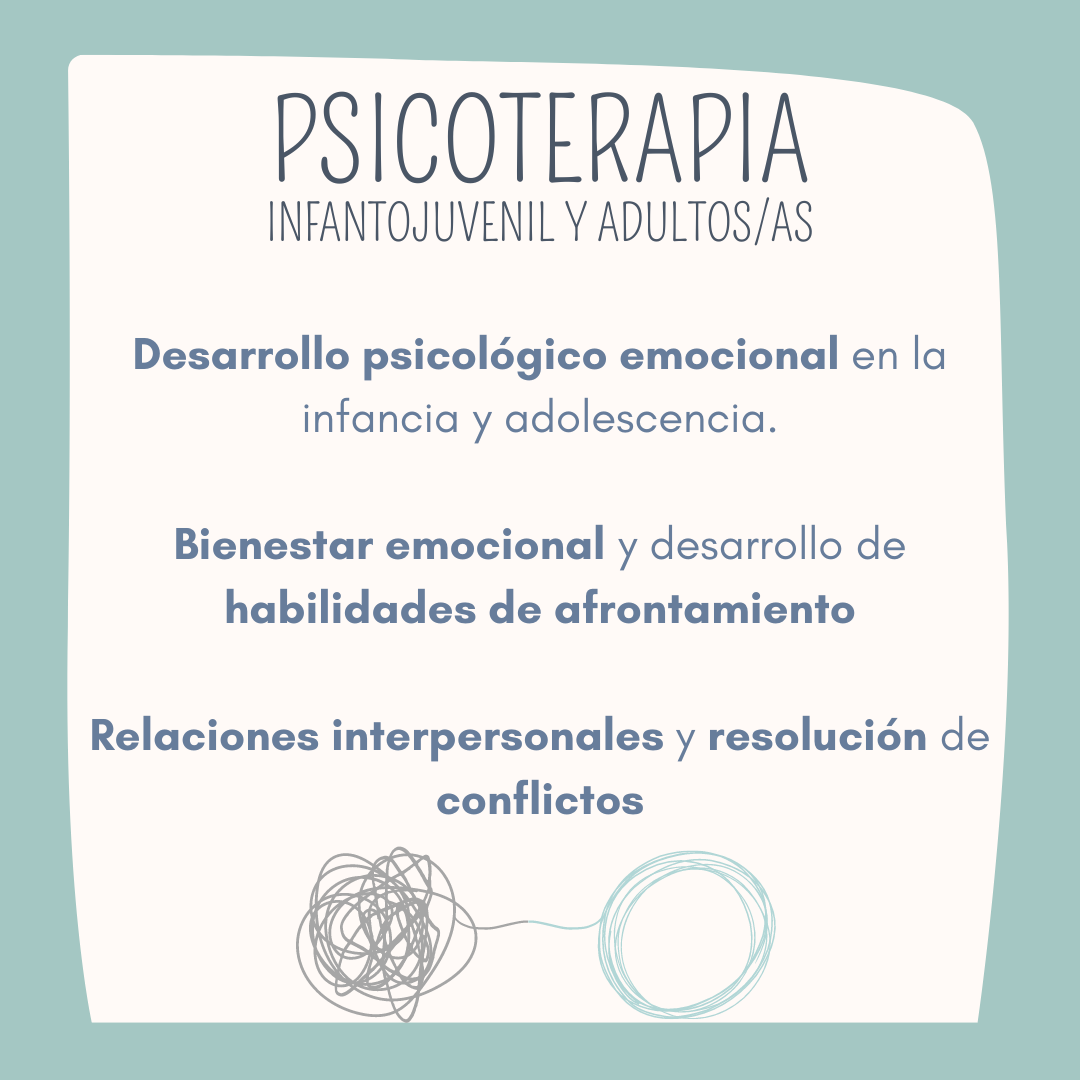 PSICOTERAPIA
INFANTOJUVENIL Y ADULTOS/AS
Desarrollo psicológico emocional en la
infancia y adolescencia.
Bienestar emocional y desarrollo de
habilidades de afrontamiento
Relaciones interpersonales y resolución de
conflictos